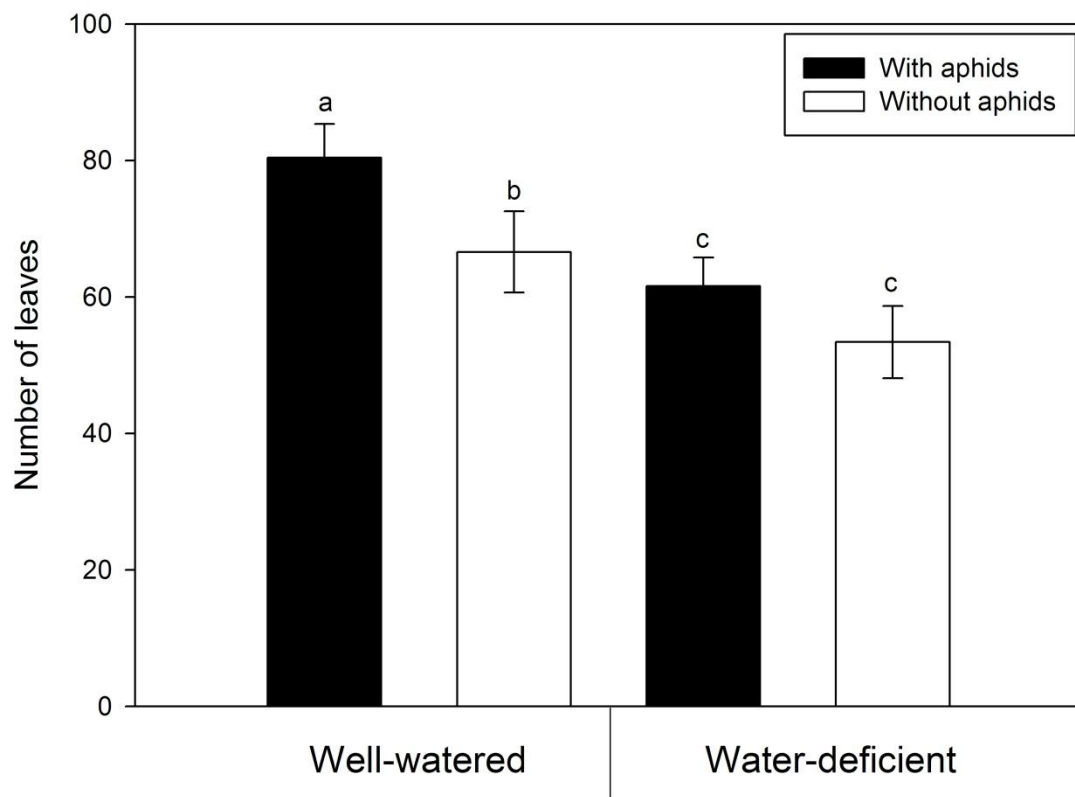 100
80
60
40
20
0
Number of leaves
With aphids
Without aphids
a
b
c
c
Well-watered
Water-deficient